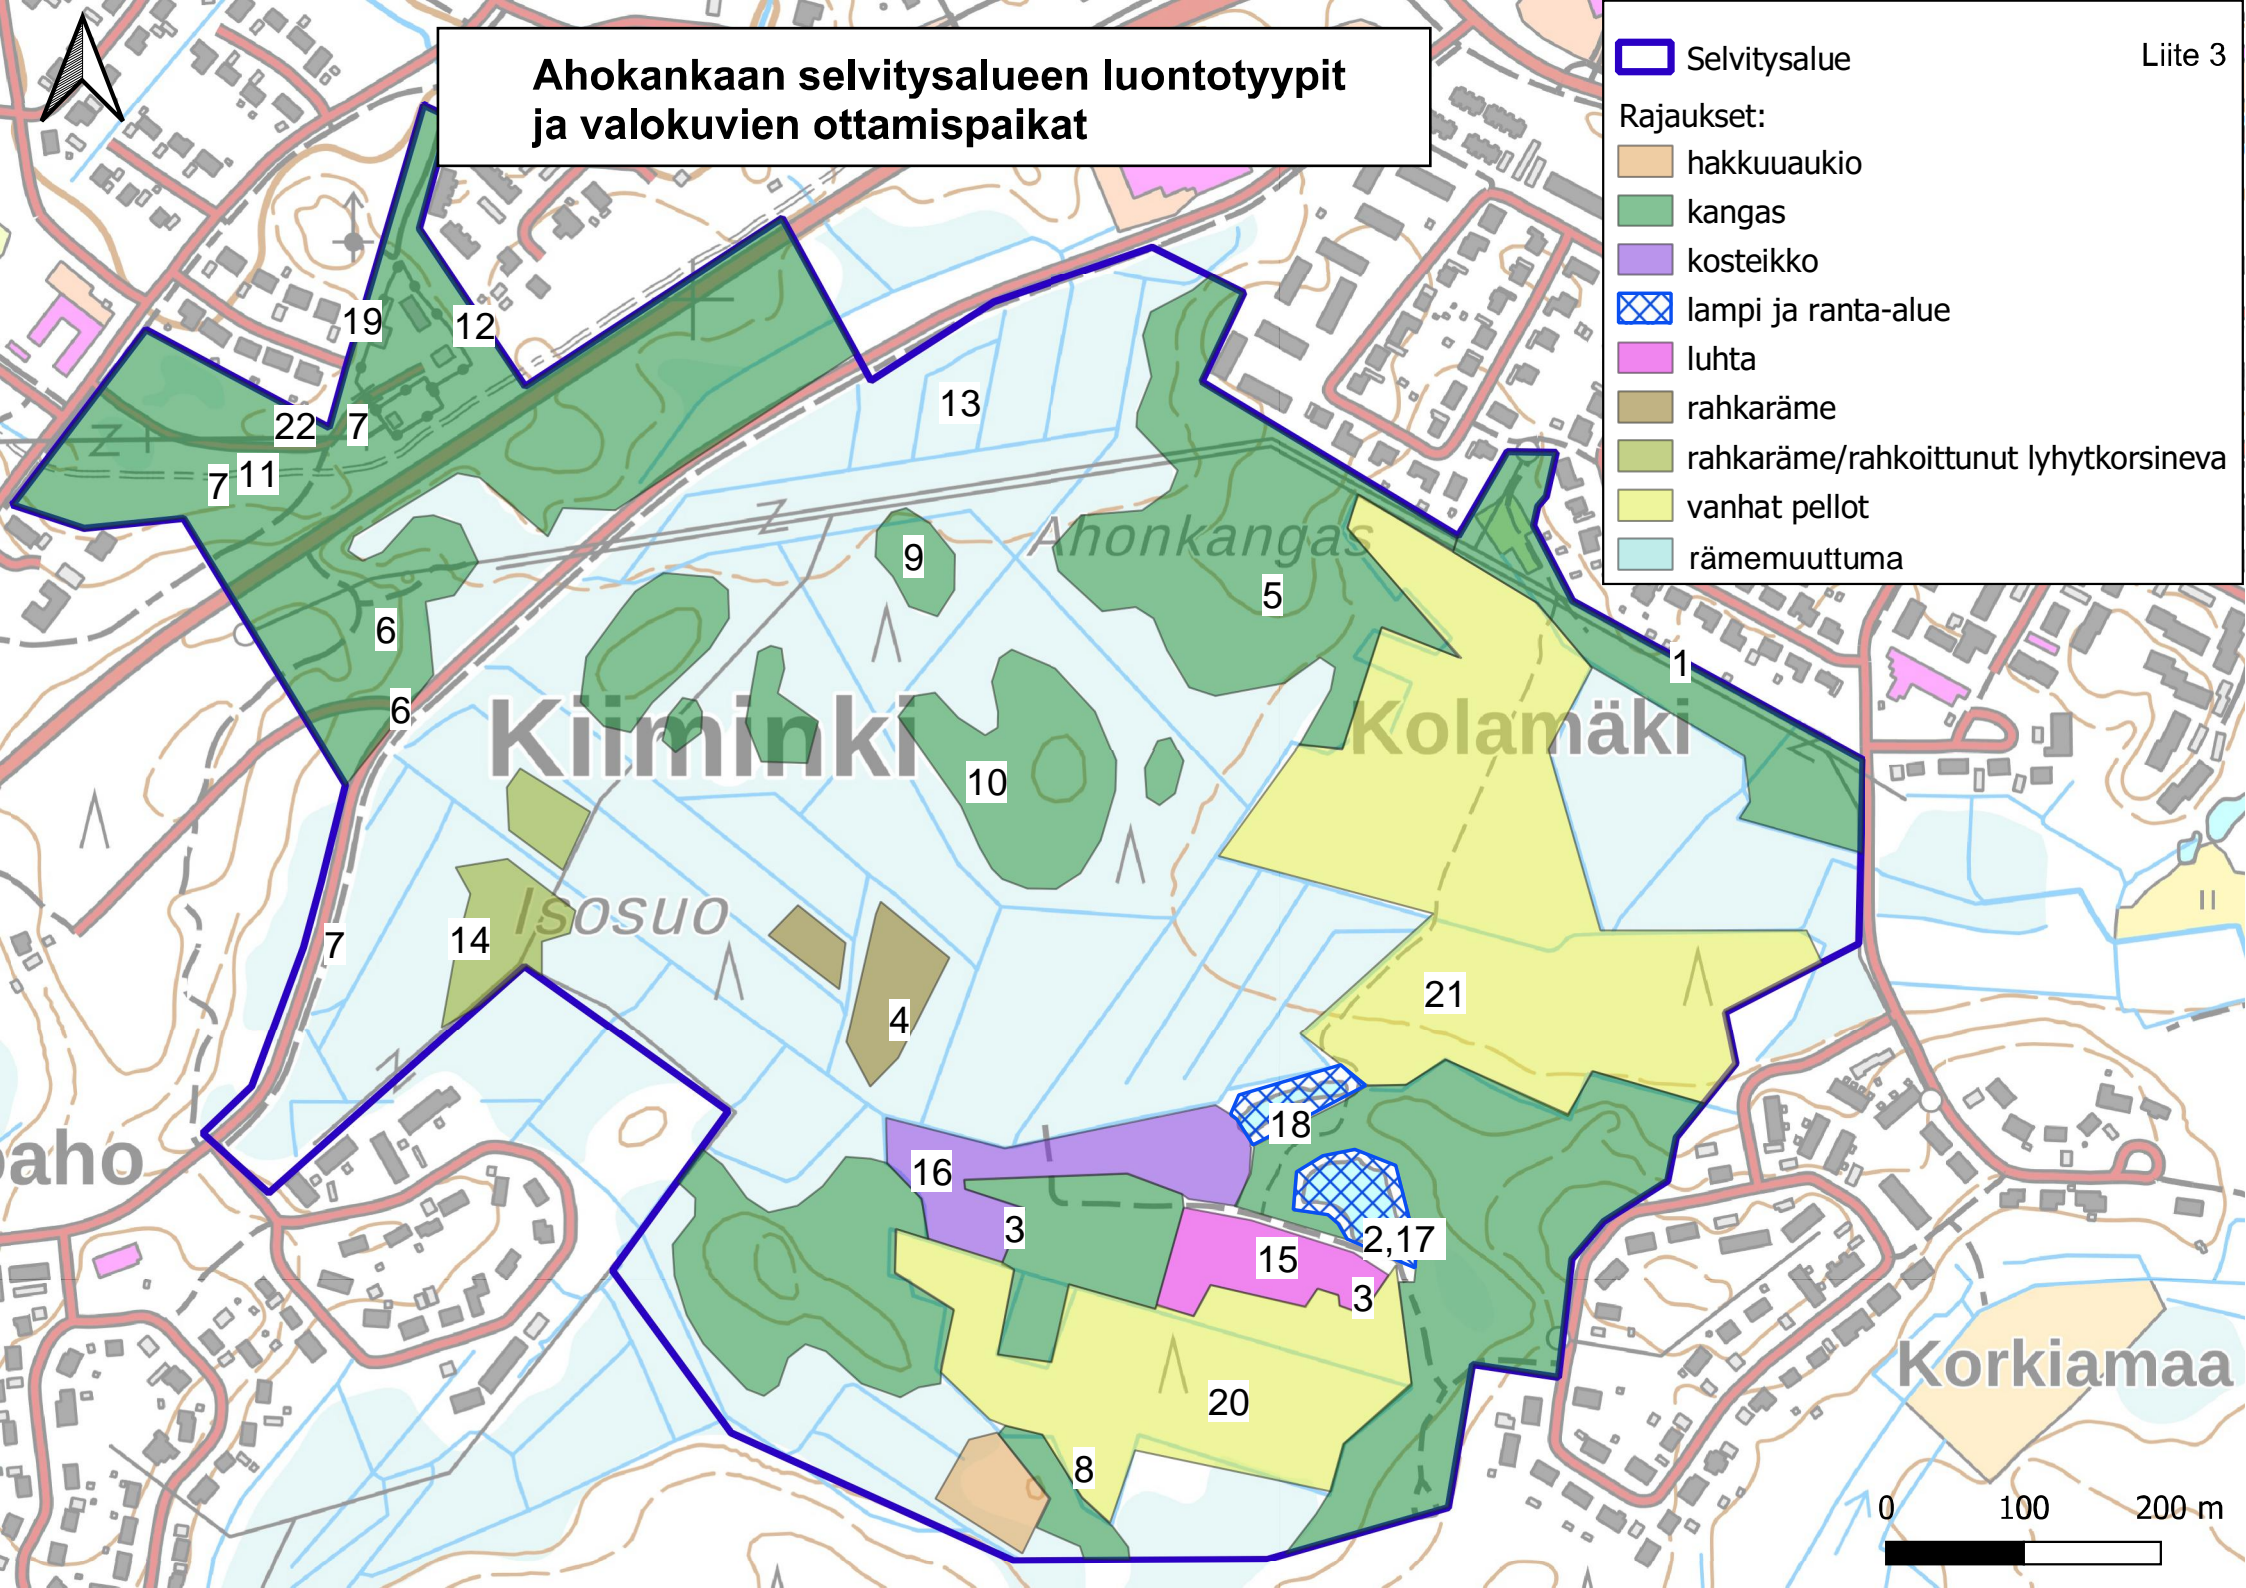 Ahokankaan selvitysalueen luontotyypit
ja valokuvien ottamispaikat
Selvitysalue
Liite 3
Rajaukset:
hakkuuaukio
kangas
kosteikko
lampi ja ranta-alue
luhta
rahkaräme
rahkaräme/rahkoittunut lyhytkorsineva
vanhat pellot
rämemuuttuma
19
12
13
22
7
7
11
Ahonkangas
9
5
6
1
6
Kiiminki
Kolamäki
10
Isosuo
14
7
21
4
18
paho
16
3
2,17
15
3
Korkiamaa
20
8
0
100
200 m